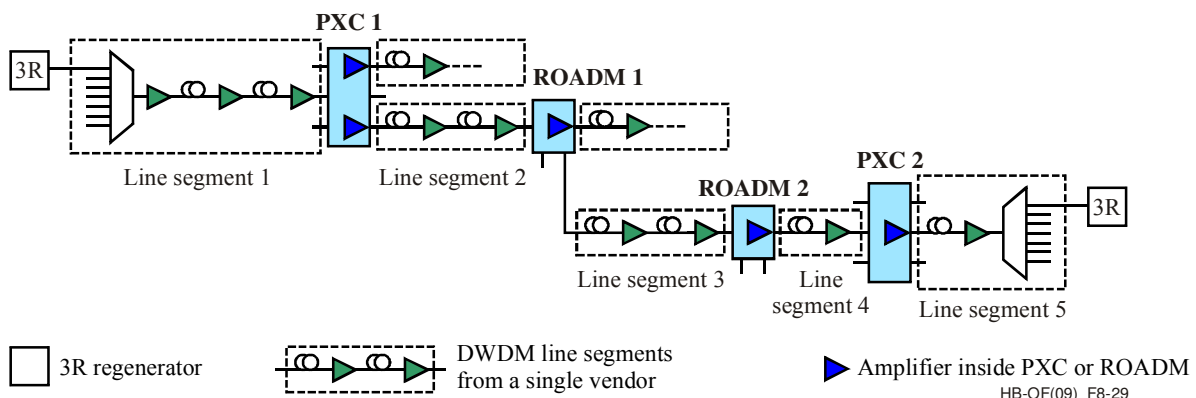 PXC 1
3R
ROADM 1
Line segment 1
Line segment 2
PXC 2
ROADM 2
3R
Line segment 3
Line
segment 4
Line segment 5
3R regenerator
DWDM line segments
from a single vendor
Amplifier inside PXC or ROADM
HB-OF(09)_F8-29